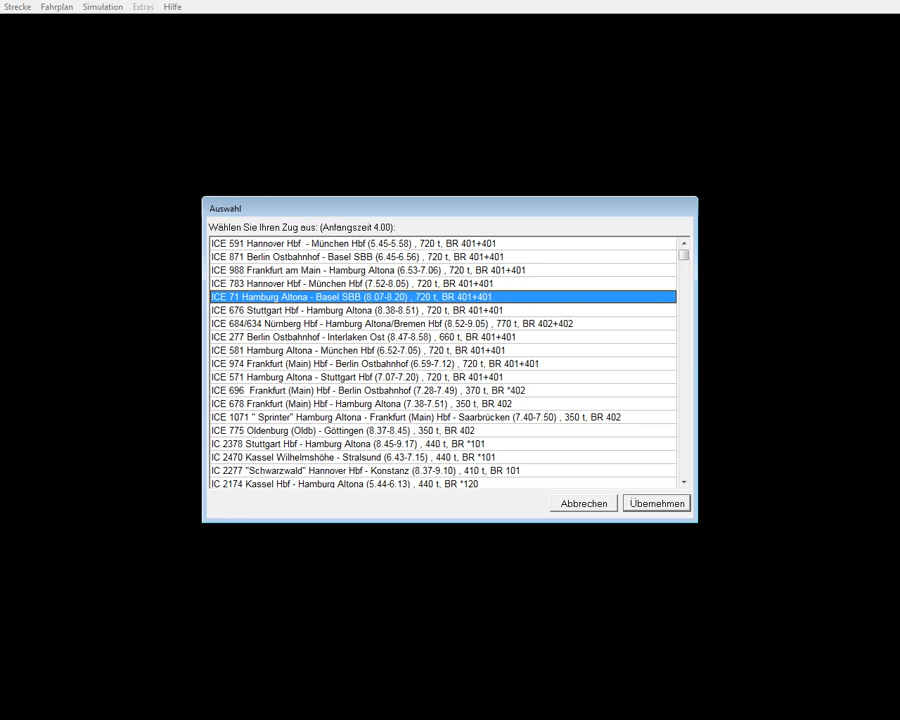 Strecke Fahrplan Simulation Extras Hilfe
Auswahl
Wählen Sie Ihren Zug aus: (Anfangszeit 4.00):
ICE 591 Hannover Hbf - München Hbf (5.45-5.58) , 720 t, BR 401+401
ICE 871 Berlin Ostbahnhof - Basel SBB (6.45-6.56) , 720 t, BR 401+401
ICE 988 Frankfurt am Main - Hamburg Altona (6.53-7.06) , 720 t, BR 401+401
ICE 783 Hannover Hbf - München Hbf (7.52-8.05) , 720 t, BR 401+401
ICE 71 Hamburg Altona - Basel SBB (8.07-8.20) , 720 t, BR 401+401
ICE 676 Stuttgart Hbf - Hamburg Altona (8.38-8.51) , 720 t, BR 401+401
ICE 684/634 Nürnberg Hbf - Hamburg Altona/Bremen Hbf (8.52-9.05) , 770 t, BR 402+402
ICE 277 Berlin Ostbahnhof - Interlaken Ost (8.47-8.58) , 660 t, BR 401+401
ICE 581 Hamburg Altona - München Hbf (6.52-7.05) , 720 t, BR 401+401
ICE 974 Frankfurt (Main) Hbf - Berlin Ostbahnhof (6.59-7.12) , 720 t, BR 401+401
ICE 571 Hamburg Altona - Stuttgart Hbf (7.07-7.20) , 720 t, BR 401+401
ICE 696 Frankfurt (Main) Hbf - Berlin Ostbahnhof (7.28-7.49) , 370 t, BR *402
ICE 678 Frankfurt (Main) Hbf - Hamburg Altona (7.38-7.51) , 350 t, BR 402
ICE 1071 " Sprinter" Hamburg Altona - Frankfurt (Main) Hbf - Saarbrücken (7.40-7.50) , 350 t, BR 402
ICE 775 Oldenburg (Oldb) - Göttingen (8.37-8.45) , 350 t, BR 402
IC 2378 Stuttgart Hbf - Hamburg Altona (8.45-9.17) , 440 t, BR *101
IC 2470 Kassel Wilhelmshöhe - Stralsund (6.43-7.15) , 440 t, BR *101
IC 2277 "Schwarzwald" Hannover Hbf - Konstanz (8.37-9.10) , 410 t, BR 101
IC 2174 Kassel Hbf - Hamburg Altona (5.44-6.13) , 440 t, BR *120
Abbrechen Übernehmen